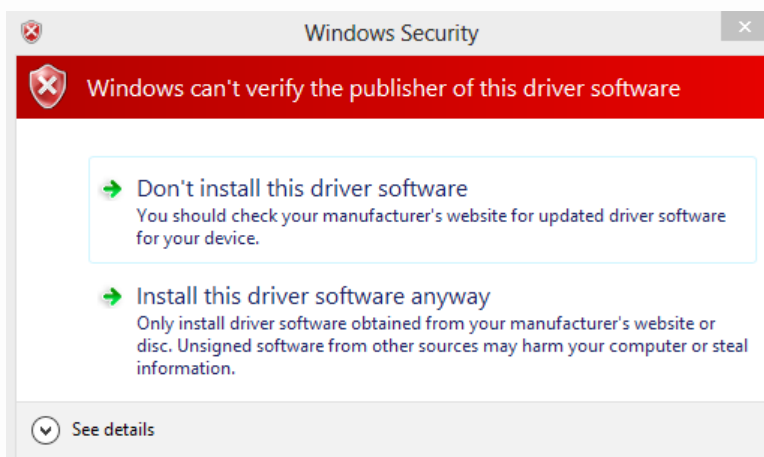 Windows Security
Windows can't verify the publisher of this driver software
Don't install this driver software
You should check your manufacturer's website for updated driver software
for your device.
Install this driver software anyway
Only install driver software obtained from your manufacturer's website or
disc. Unsigned software from other sources may harm your computer or steal
information.
See details